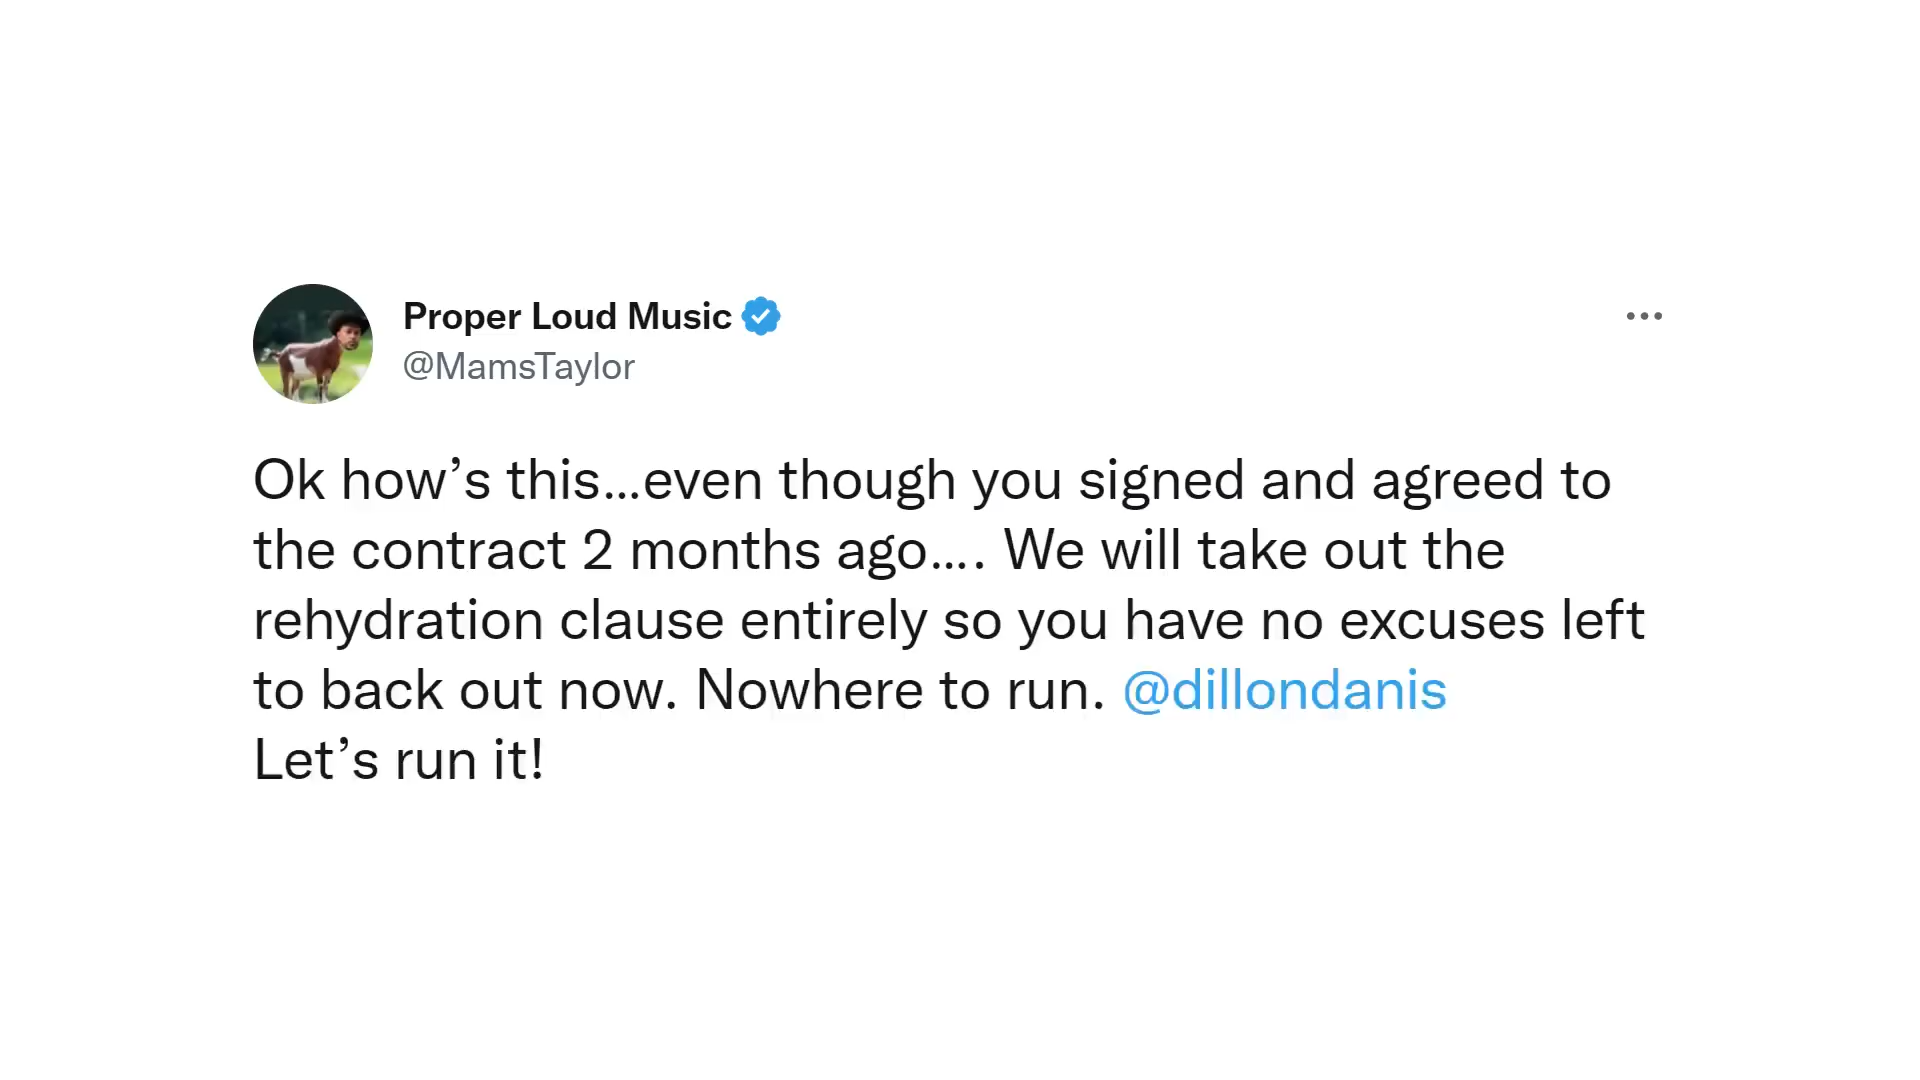 Proper Loud Music
@MamsTaylor
Ok how’s this...even though you signed and agreed to
the contract 2 months ago.... We will take out the
rehydration clause entirely so you have no excuses left
to back out now. Nowhere to run. @dillondanis
Let’s run it!